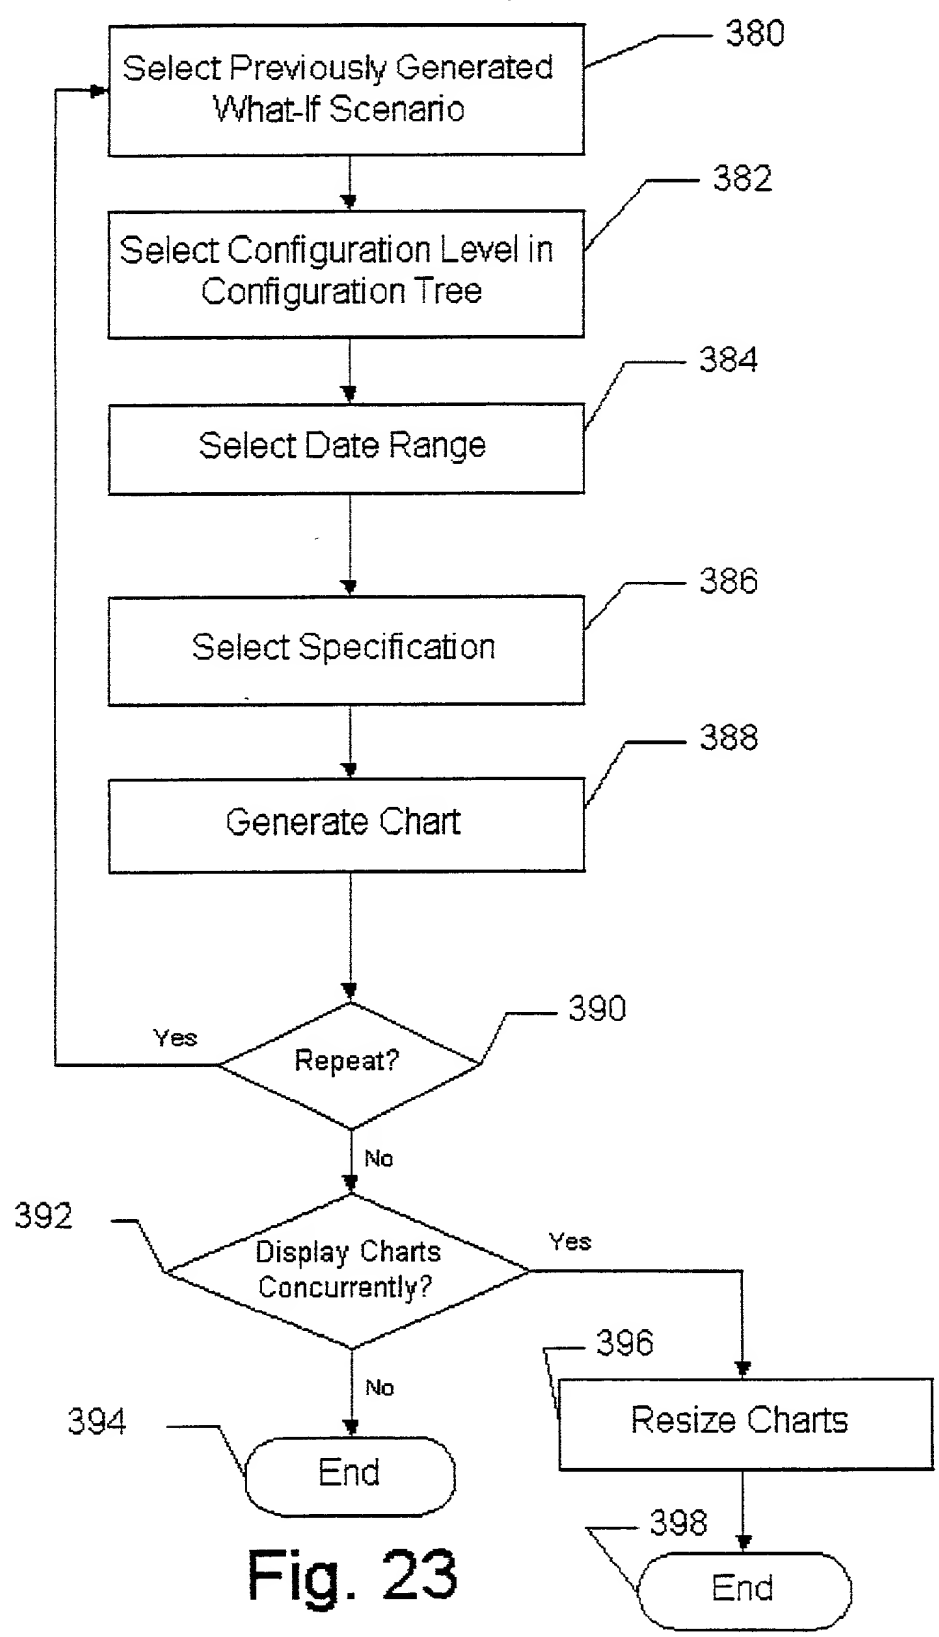 380
Select Previously Generated
What-If Scenario
382
Select Configuration Level in
Configuration Tree
384
Select Date Range
386
Select Specification
388
Generate Chart
390
Yes
Repeat?
No
392
Display Charts
Concurrently?
Yes
396
No
Resize Charts
394
End
398
End
Fig. 23